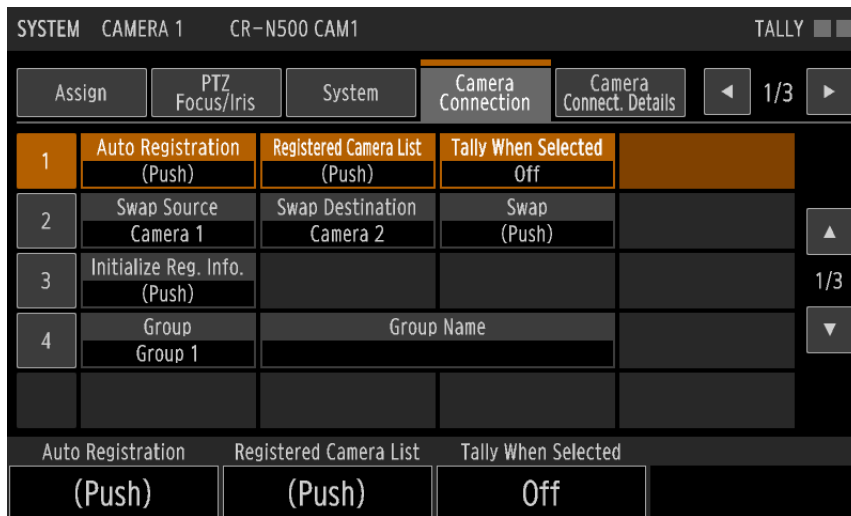 SYSTEM CAMERA 1 CR-N500 CAM1 TALLY
Assign PTZ Focus/Iris System Camera Connection Camera Connect. Details ◀ 1/3 ▶
1 Auto Registration Registered Camera List Tally When Selected
(Push) (Push) Off
2 Swap Source Swap Destination Swap
Camera 1 Camera 2 (Push)
▲
3 Initialize Reg. Info.
(Push)
1/3
4 Group Group Name
Group 1
▼
Auto Registration Registered Camera List Tally When Selected
(Push) (Push) Off